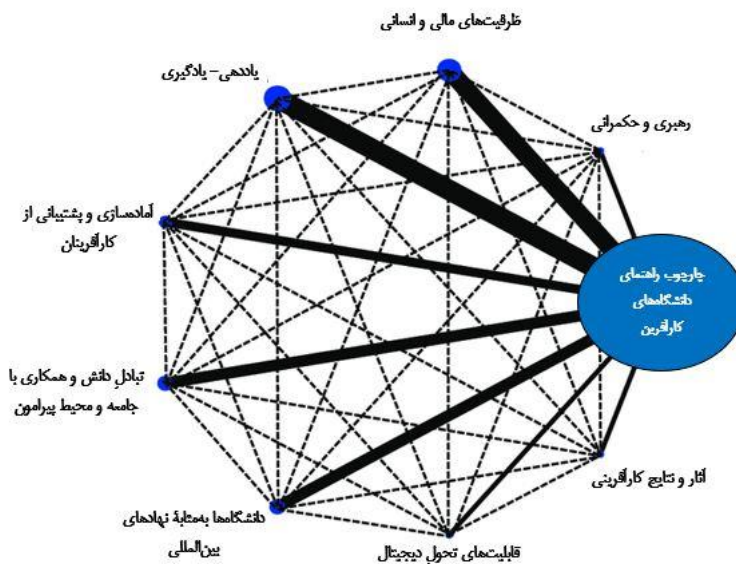 ظرفیت‌های مالی و انسانی
یاددهی- یادگیری
رهبری و حکمرانی
آماده‌سازی و پشتیبانی از
کارآفرینان
چارچوب راهنمای
دانشگاه‌های
کارآفرین
تبادلِ دانش و همکاری با
جامعه و محیط پیرامون
آثار و نتایج کارآفرینی
دانشگاه‌ها به‌مثابۀ نهادهای
بین‌المللی
قابلیت‌های تحول دیجیتال